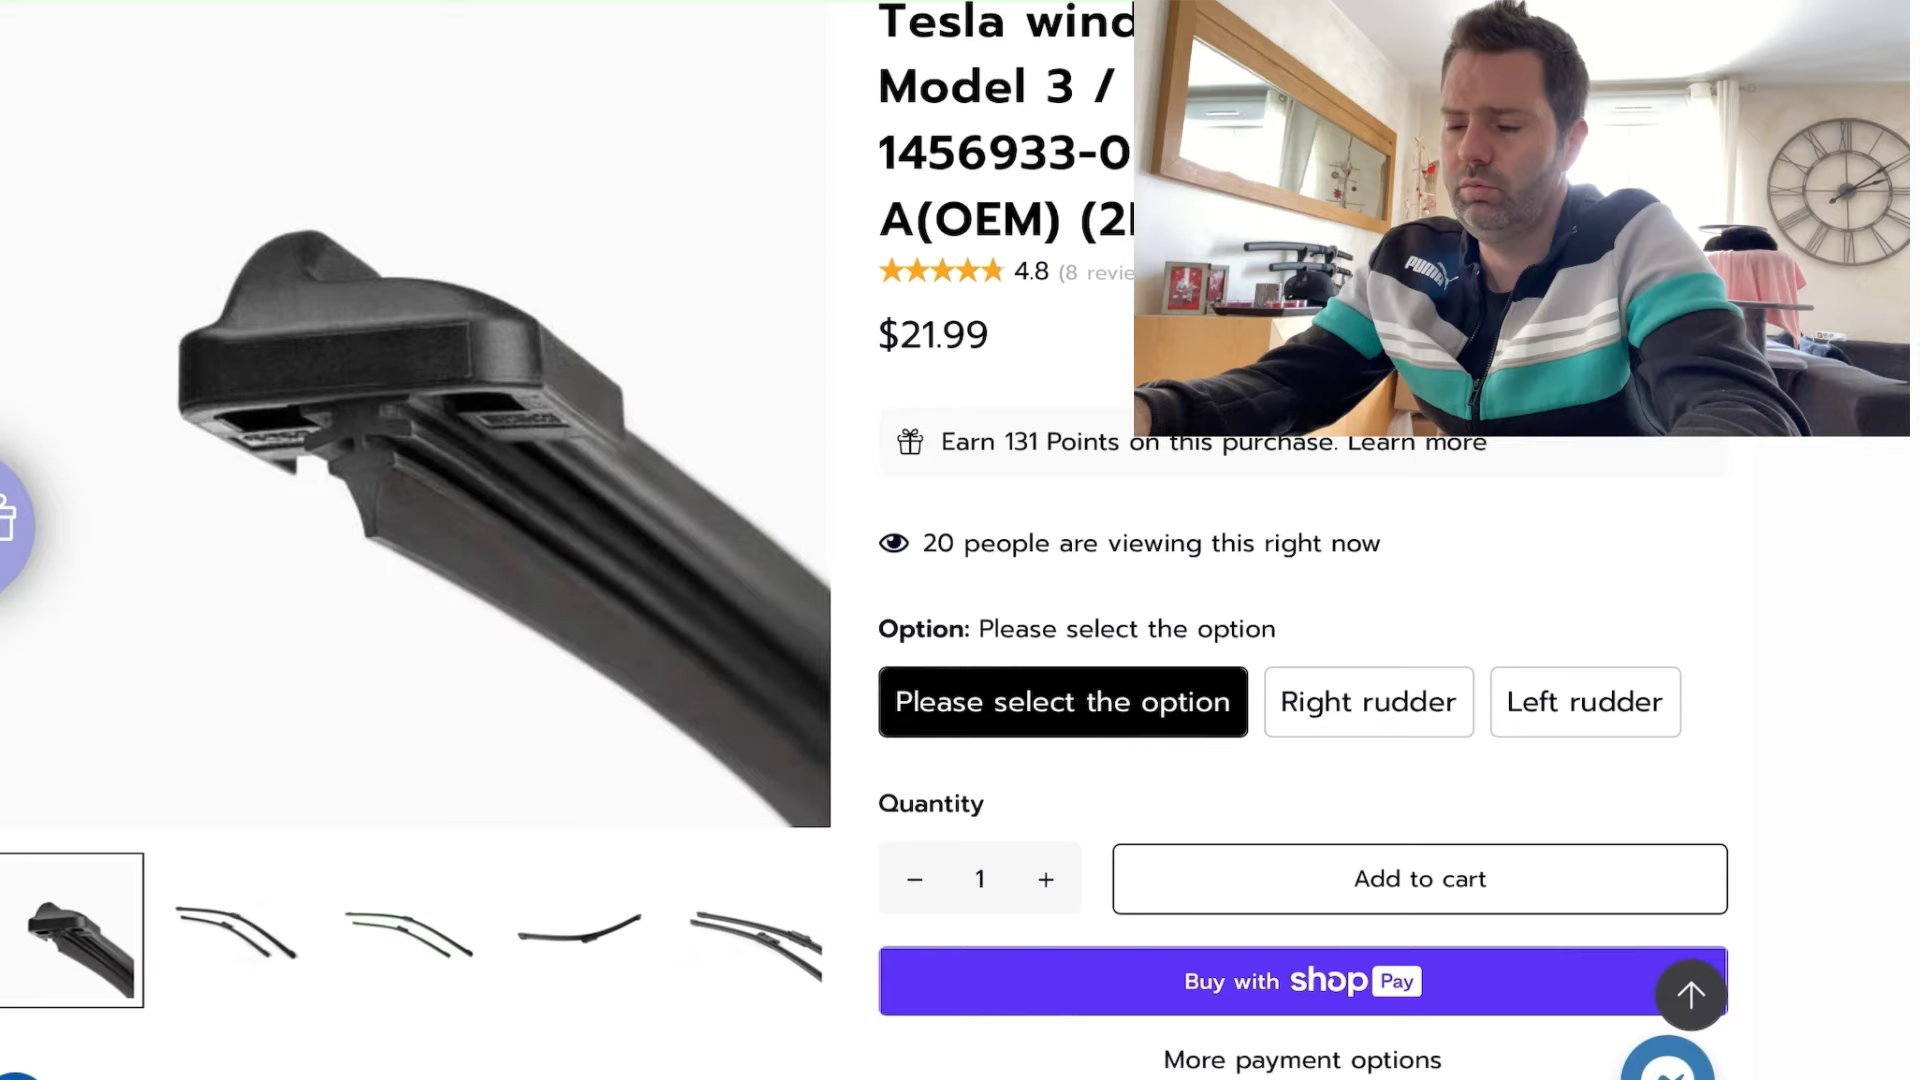 Tesla wind
Model 3 /
1456933-0
A(OEM) (2
4.8 (8 revie
$21.99
PUMA
Earn 131 Points on this purchase. Learn more
20 people are viewing this right now
Option: Please select the option
Please select the option
Right rudder
Left rudder
Quantity
− 1 +
Add to cart
Buy with shop Pay
More payment options